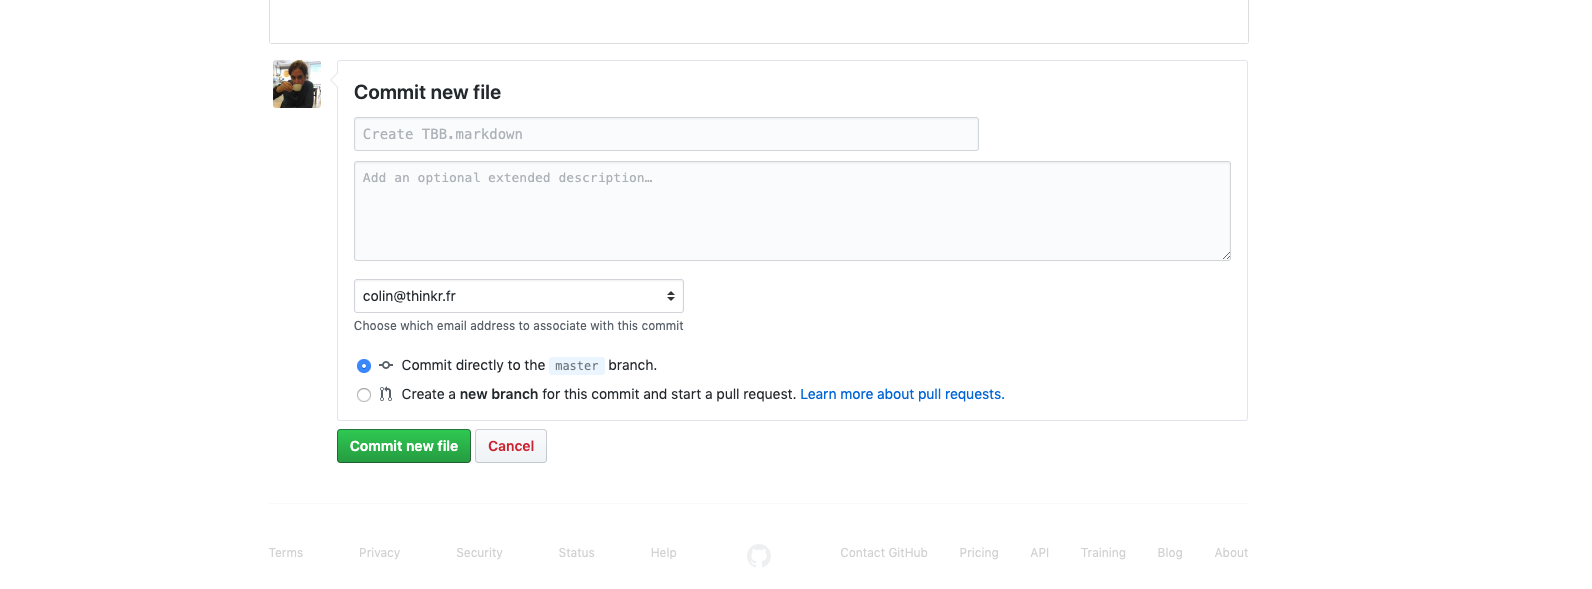 Commit new file
Create TBB.markdown
Add an optional extended description…
colin@thinkr.fr
Choose which email address to associate with this commit
Commit directly to the master branch.
Create a new branch for this commit and start a pull request. Learn more about pull requests.
Commit new file Cancel
Terms Privacy Security Status Help Contact GitHub Pricing API Training Blog About